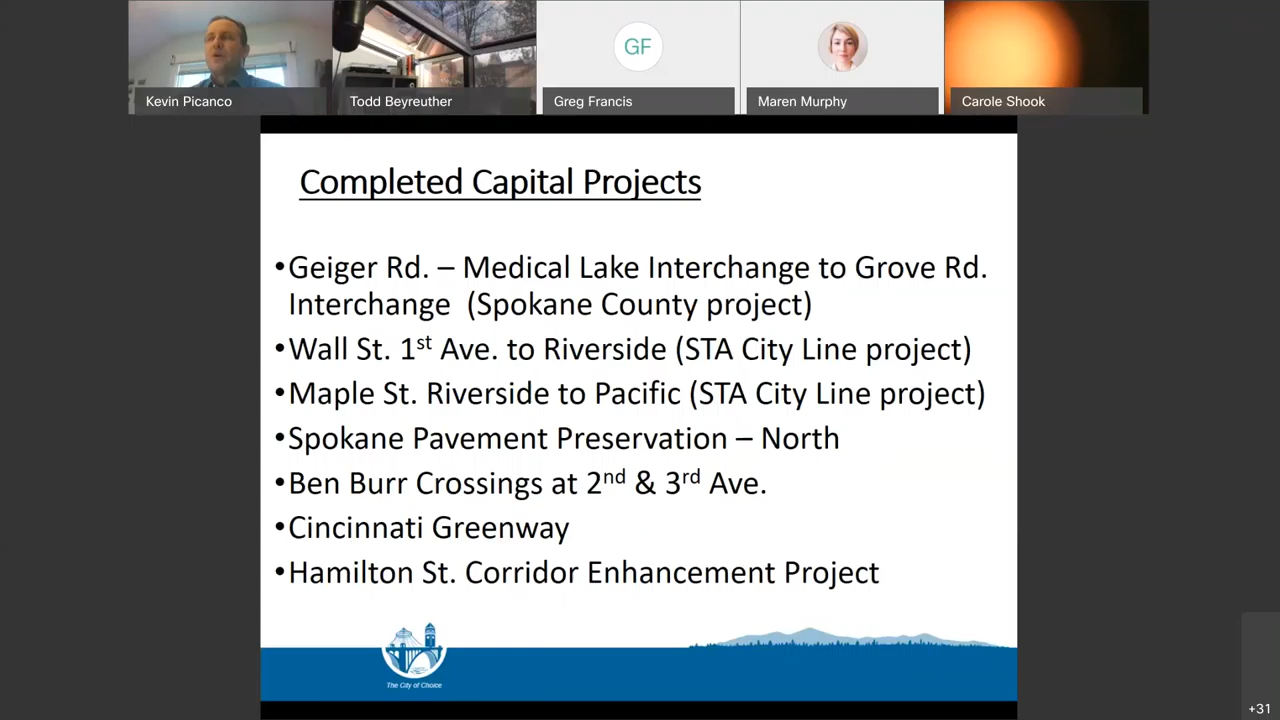 Kevin Picanco
Todd Beyreuther
GF
Greg Francis
Maren Murphy
Carole Shook
Completed Capital Projects
•Geiger Rd. – Medical Lake Interchange to Grove Rd.
Interchange (Spokane County project)
•Wall St. 1st Ave. to Riverside (STA City Line project)
•Maple St. Riverside to Pacific (STA City Line project)
•Spokane Pavement Preservation – North
•Ben Burr Crossings at 2nd & 3rd Ave.
•Cincinnati Greenway
•Hamilton St. Corridor Enhancement Project
The City of Choice
+31